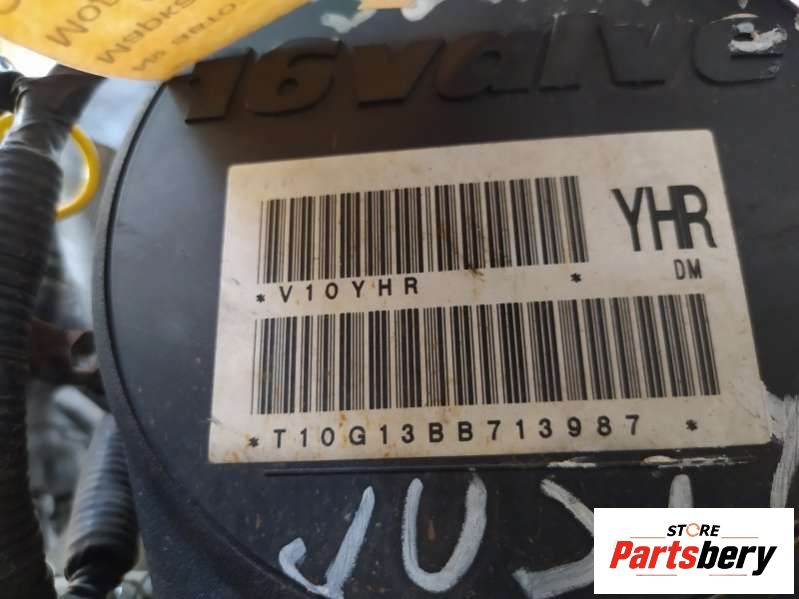 16valve
YHR
DM
*V10YHR *
*T10G13BB713987 *
STORE
Partsbery